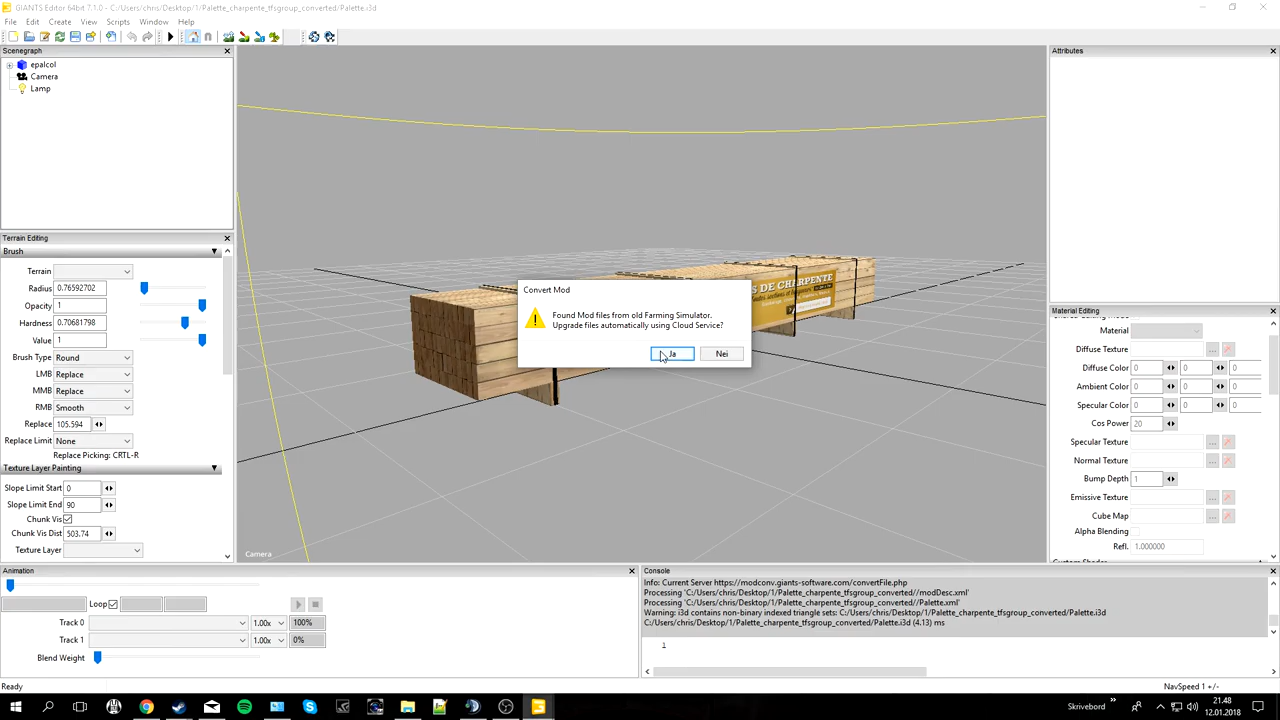 GIANTS Editor 64bit 7.1.0 - C:/Users/chris/Desktop/1/Palette_charpente_tfsgroup_converted/Palette.i3d
File Edit Create View Scripts Window Help
Scenegraph
epalcol
Camera
Lamp
Terrain Editing
Brush
Terrain
Radius 0.76592702
Opacity 1
Hardness 0.70681798
Value 1
Brush Type Round
LMB Replace
MMB Replace
RMB Smooth
Replace 105.594
Replace Limit None
Replace Picking: CRTL-R
Texture Layer Painting
Slope Limit Start 0
Slope Limit End 90
Chunk Vis
Chunk Vis Dist 503.74
Texture Layer
DE CHARPENTE
Convert Mod
Found Mod files from old Farming Simulator.
Upgrade files automatically using Cloud Service?
Ja Nei
Camera
Attributes
Material Editing
Material
Diffuse Texture ...
Diffuse Color 0 0 0
Ambient Color 0 0 0
Specular Color 0 0 0
Cos Power 20
Specular Texture ...
Normal Texture ...
Bump Depth 1
Emissive Texture ...
Cube Map ...
Alpha Blending
Refl. 1.000000
Animation
Loop
Track 0 1.00x 100%
Track 1 1.00x 0%
Blend Weight
Console
Info: Current Server https://modconv.giants-software.com/convertFile.php
Processing 'C:/Users/chris/Desktop/1/Palette_charpente_tfsgroup_converted//modDesc.xml'
Processing 'C:/Users/chris/Desktop/1/Palette_charpente_tfsgroup_converted//Palette.xml'
Warning: i3d contains non-binary indexed triangle sets: C:/Users/chris/Desktop/1/Palette_charpente_tfsgroup_converted/Palette.i3d
C:/Users/chris/Desktop/1/Palette_charpente_tfsgroup_converted/Palette.i3d (4.13) ms
1
Ready
NavSpeed 1 +/-
Skrivebord
21.48
12.01.2018